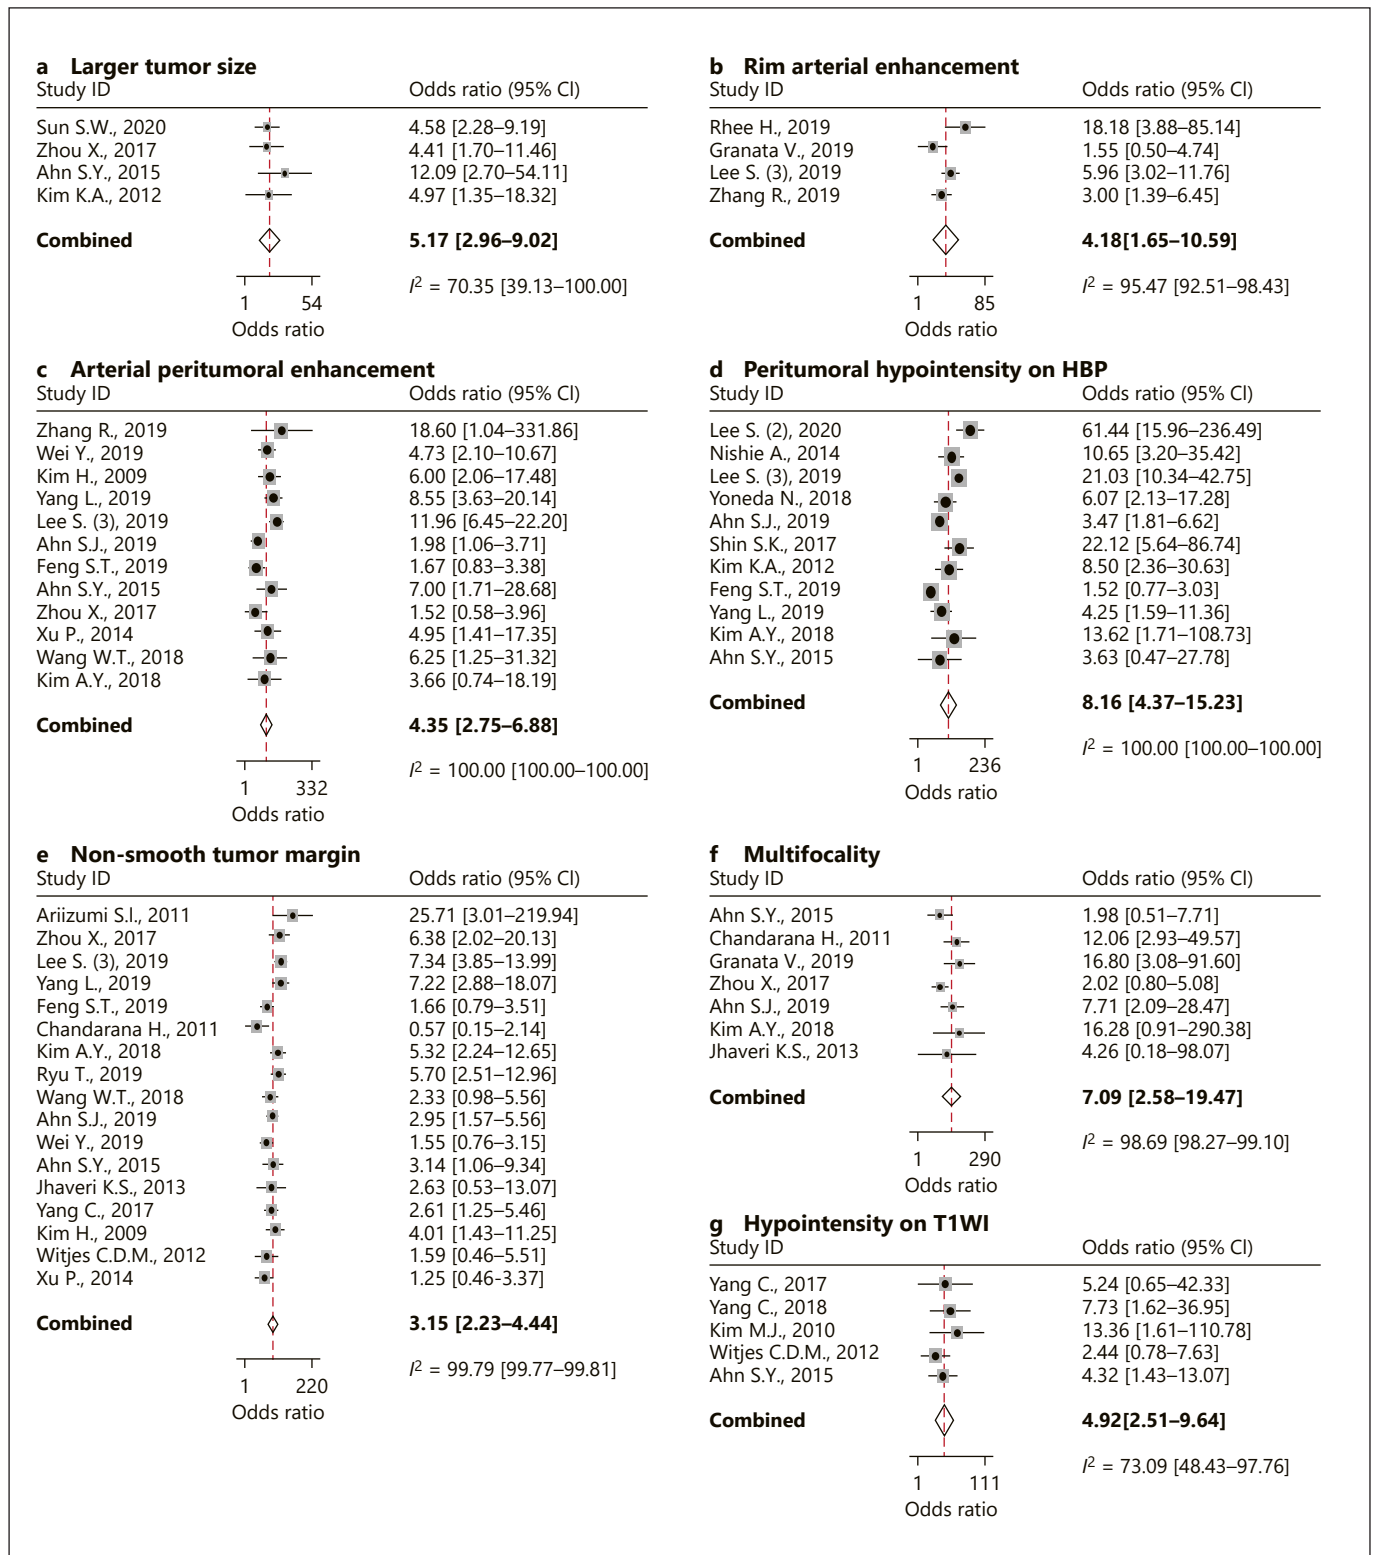 a Larger tumor size
Study ID Odds ratio (95% CI)
Sun S.W., 2020 4.58 [2.28–9.19]
Zhou X., 2017 4.41 [1.70–11.46]
Ahn S.Y., 2015 12.09 [2.70–54.11]
Kim K.A., 2012 4.97 [1.35–18.32]
Combined 5.17 [2.96–9.02]
I² = 70.35 [39.13–100.00]
1 54
Odds ratio
b Rim arterial enhancement
Study ID Odds ratio (95% CI)
Rhee H., 2019 18.18 [3.88–85.14]
Granata V., 2019 1.55 [0.50–4.74]
Lee S. (3), 2019 5.96 [3.02–11.76]
Zhang R., 2019 3.00 [1.39–6.45]
Combined 4.18[1.65–10.59]
I² = 95.47 [92.51–98.43]
1 85
Odds ratio
c Arterial peritumoral enhancement
Study ID Odds ratio (95% CI)
Zhang R., 2019 18.60 [1.04–331.86]
Wei Y., 2019 4.73 [2.10–10.67]
Kim H., 2009 6.00 [2.06–17.48]
Yang L., 2019 8.55 [3.63–20.14]
Lee S. (3), 2019 11.96 [6.45–22.20]
Ahn S.J., 2019 1.98 [1.06–3.71]
Feng S.T., 2019 1.67 [0.83–3.38]
Ahn S.Y., 2015 7.00 [1.71–28.68]
Zhou X., 2017 1.52 [0.58–3.96]
Xu P., 2014 4.95 [1.41–17.35]
Wang W.T., 2018 6.25 [1.25–31.32]
Kim A.Y., 2018 3.66 [0.74–18.19]
Combined 4.35 [2.75–6.88]
I² = 100.00 [100.00–100.00]
1 332
Odds ratio
d Peritumoral hypointensity on HBP
Study ID Odds ratio (95% CI)
Lee S. (2), 2020 61.44 [15.96–236.49]
Nishie A., 2014 10.65 [3.20–35.42]
Lee S. (3), 2019 21.03 [10.34–42.75]
Yoneda N., 2018 6.07 [2.13–17.28]
Ahn S.J., 2019 3.47 [1.81–6.62]
Shin S.K., 2017 22.12 [5.64–86.74]
Kim K.A., 2012 8.50 [2.36–30.63]
Feng S.T., 2019 1.52 [0.77–3.03]
Yang L., 2019 4.25 [1.59–11.36]
Kim A.Y., 2018 13.62 [1.71–108.73]
Ahn S.Y., 2015 3.63 [0.47–27.78]
Combined 8.16 [4.37–15.23]
I² = 100.00 [100.00–100.00]
1 236
Odds ratio
e Non-smooth tumor margin
Study ID Odds ratio (95% CI)
Ariizumi S.I., 2011 25.71 [3.01–219.94]
Zhou X., 2017 6.38 [2.02–20.13]
Lee S. (3), 2019 7.34 [3.85–13.99]
Yang L., 2019 7.22 [2.88–18.07]
Feng S.T., 2019 1.66 [0.79–3.51]
Chandarana H., 2011 0.57 [0.15–2.14]
Kim A.Y., 2018 5.32 [2.24–12.65]
Ryu T., 2019 5.70 [2.51–12.96]
Wang W.T., 2018 2.33 [0.98–5.56]
Ahn S.J., 2019 2.95 [1.57–5.56]
Wei Y., 2019 1.55 [0.76–3.15]
Ahn S.Y., 2015 3.14 [1.06–9.34]
Jhaveri K.S., 2013 2.63 [0.53–13.07]
Yang C., 2017 2.61 [1.25–5.46]
Kim H., 2009 4.01 [1.43–11.25]
Witjes C.D.M., 2012 1.59 [0.46–5.51]
Xu P., 2014 1.25 [0.46-3.37]
Combined 3.15 [2.23–4.44]
I² = 99.79 [99.77–99.81]
1 220
Odds ratio
f Multifocality
Study ID Odds ratio (95% CI)
Ahn S.Y., 2015 1.98 [0.51–7.71]
Chandarana H., 2011 12.06 [2.93–49.57]
Granata V., 2019 16.80 [3.08–91.60]
Zhou X., 2017 2.02 [0.80–5.08]
Ahn S.J., 2019 7.71 [2.09–28.47]
Kim A.Y., 2018 16.28 [0.91–290.38]
Jhaveri K.S., 2013 4.26 [0.18–98.07]
Combined 7.09 [2.58–19.47]
I² = 98.69 [98.27–99.10]
1 290
Odds ratio
g Hypointensity on T1WI
Study ID Odds ratio (95% CI)
Yang C., 2017 5.24 [0.65–42.33]
Yang C., 2018 7.73 [1.62–36.95]
Kim M.J., 2010 13.36 [1.61–110.78]
Witjes C.D.M., 2012 2.44 [0.78–7.63]
Ahn S.Y., 2015 4.32 [1.43–13.07]
Combined 4.92[2.51–9.64]
I² = 73.09 [48.43–97.76]
1 111
Odds ratio